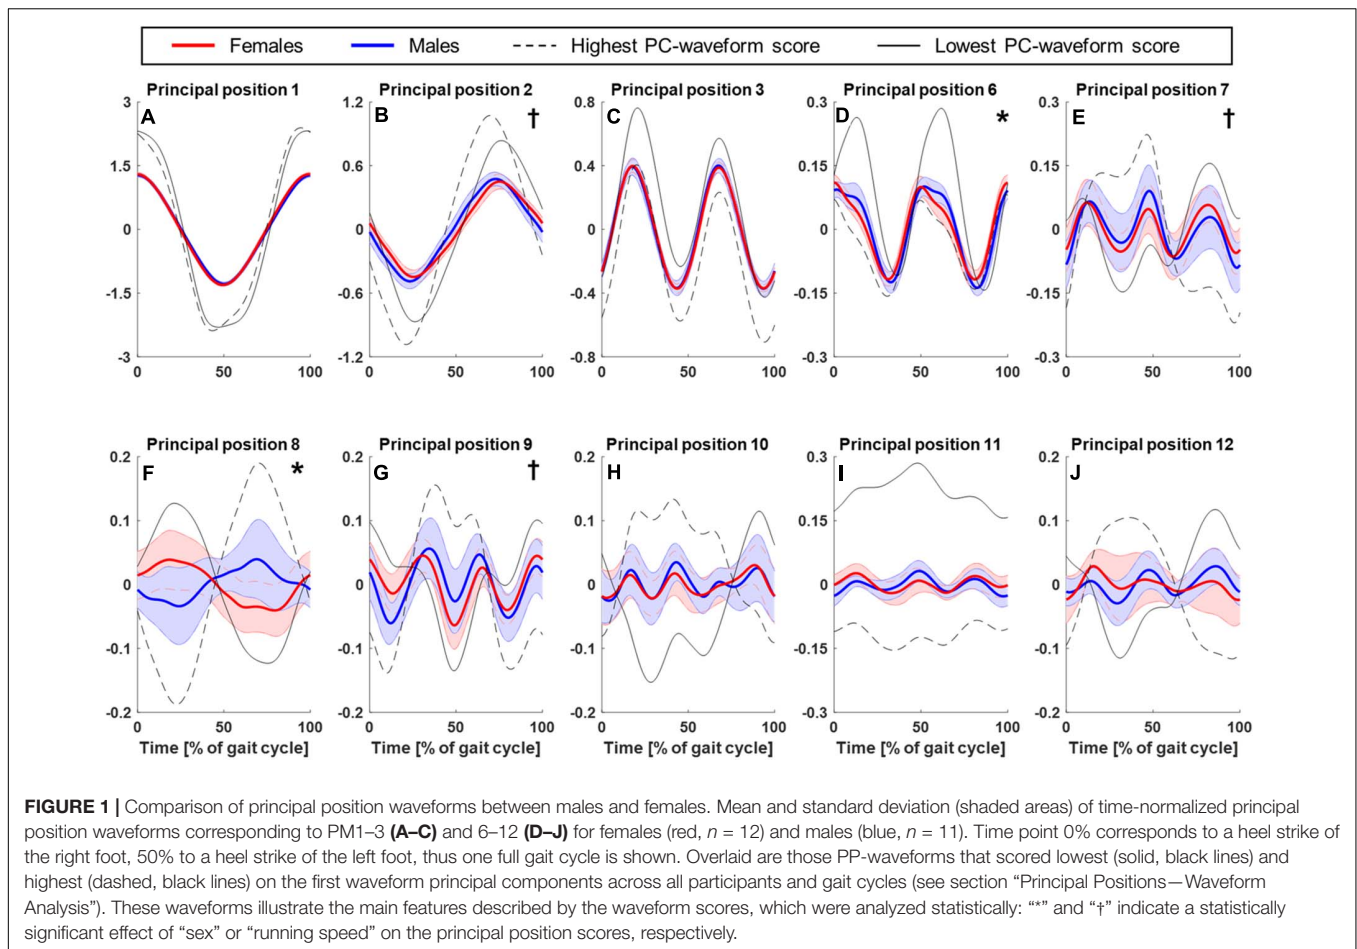 Females Males Highest PC-waveform score Lowest PC-waveform score
Principal position 1 Principal position 2 Principal position 3 Principal position 6 Principal position 7
A B † C D * E †
3 1.2 0.8 0.3 0.3
1.5 0.6 0.4 0.15 0.15
0 0 0 0 0
-1.5 -0.6 -0.4 -0.15 -0.15
-3 -1.2 -0.8 -0.3 -0.3
0 50 100 0 50 100 0 50 100 0 50 100 0 50 100
Principal position 8 Principal position 9 Principal position 10 Principal position 11 Principal position 12
F * G † H I J
0.2 0.2 0.2 0.3 0.2
0.1 0.1 0.1 0.15 0.1
0 0 0 0 0
-0.1 -0.1 -0.1 -0.15 -0.1
-0.2 -0.2 -0.2 -0.3 -0.2
0 50 100 0 50 100 0 50 100 0 50 100 0 50 100
Time [% of gait cycle] Time [% of gait cycle] Time [% of gait cycle] Time [% of gait cycle] Time [% of gait cycle]
FIGURE 1 | Comparison of principal position waveforms between males and females. Mean and standard deviation (shaded areas) of time-normalized principal
position waveforms corresponding to PM1–3 (A–C) and 6–12 (D–J) for females (red, n = 12) and males (blue, n = 11). Time point 0% corresponds to a heel strike of
the right foot, 50% to a heel strike of the left foot, thus one full gait cycle is shown. Overlaid are those PP-waveforms that scored lowest (solid, black lines) and
highest (dashed, black lines) on the first waveform principal components across all participants and gait cycles (see section “Principal Positions—Waveform
Analysis”). These waveforms illustrate the main features described by the waveform scores, which were analyzed statistically: “*” and “†” indicate a statistically
significant effect of “sex” or “running speed” on the principal position scores, respectively.